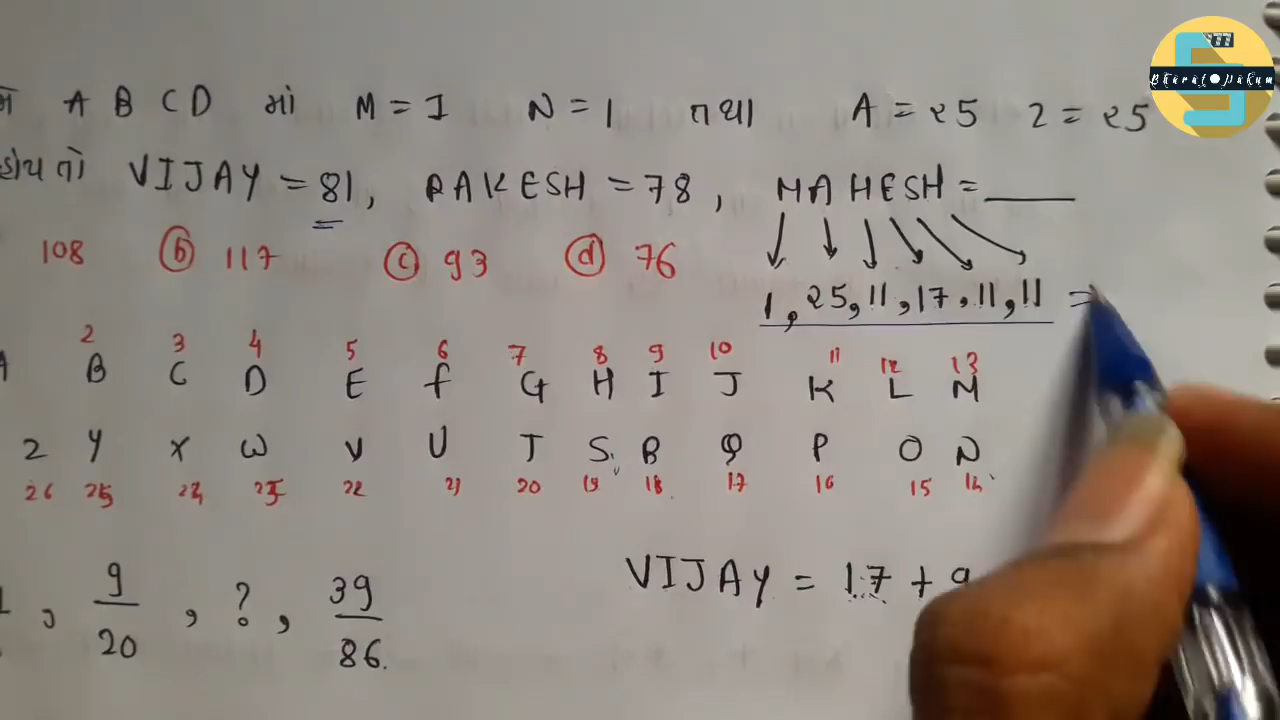 A B C D માં M = I N = 1 તથા A = ૨5 2 = ૨5
હોય તો VIJAY = 81, RAKESH = 78, MAHESH = ____
108 (b) 117 (c) 93 (d) 76
1, 25, 11, 17, 11, 11 =
2 3 4 5 6 7 8 9 10 11 12 13
A B C D E f G H I J K L M
2 Y X W V U T S B Q P O N
26 25 24 22 21 20 19 18 17 16 15 14
VIJAY = 17 + 9
, 9/20 , ? , 39/86.
Bharat Opatan